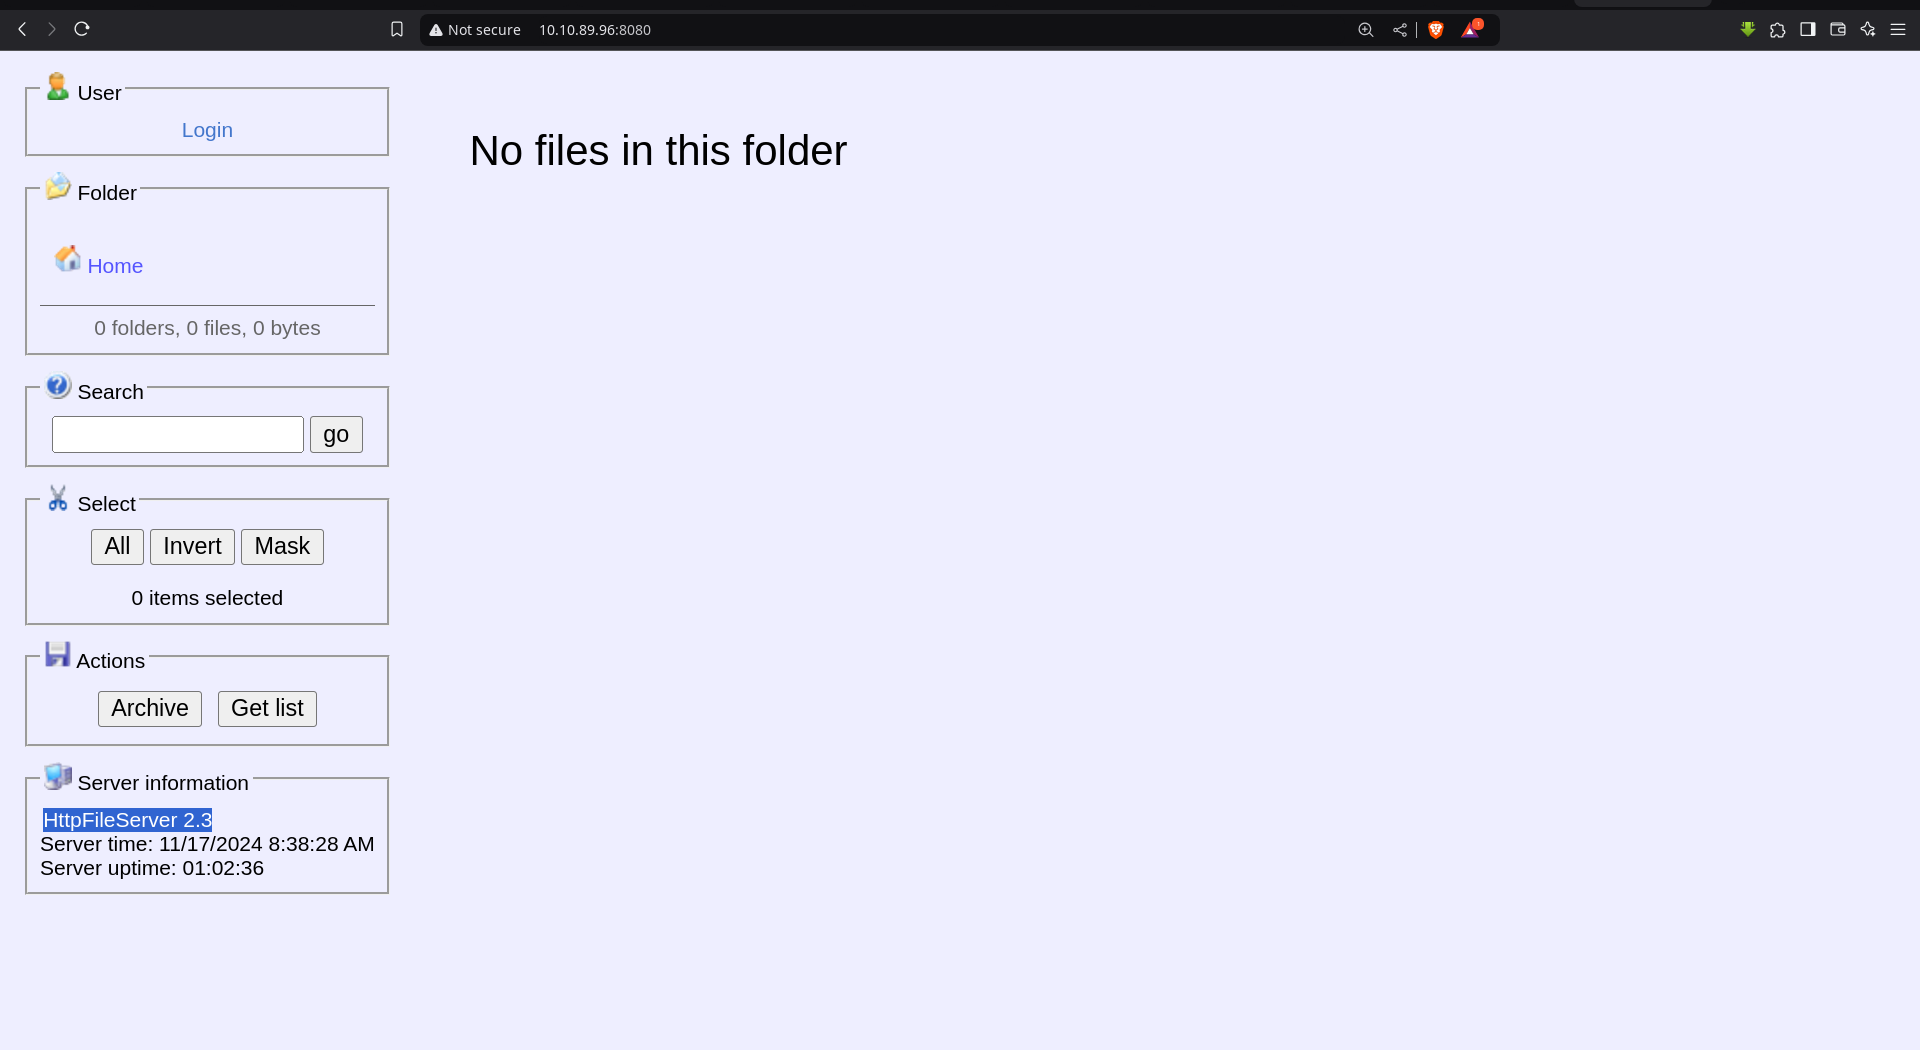 Not secure 10.10.89.96:8080
User
Login
No files in this folder
Folder
Home
0 folders, 0 files, 0 bytes
Search
go
Select
All Invert Mask
0 items selected
Actions
Archive Get list
Server information
HttpFileServer 2.3
Server time: 11/17/2024 8:38:28 AM
Server uptime: 01:02:36